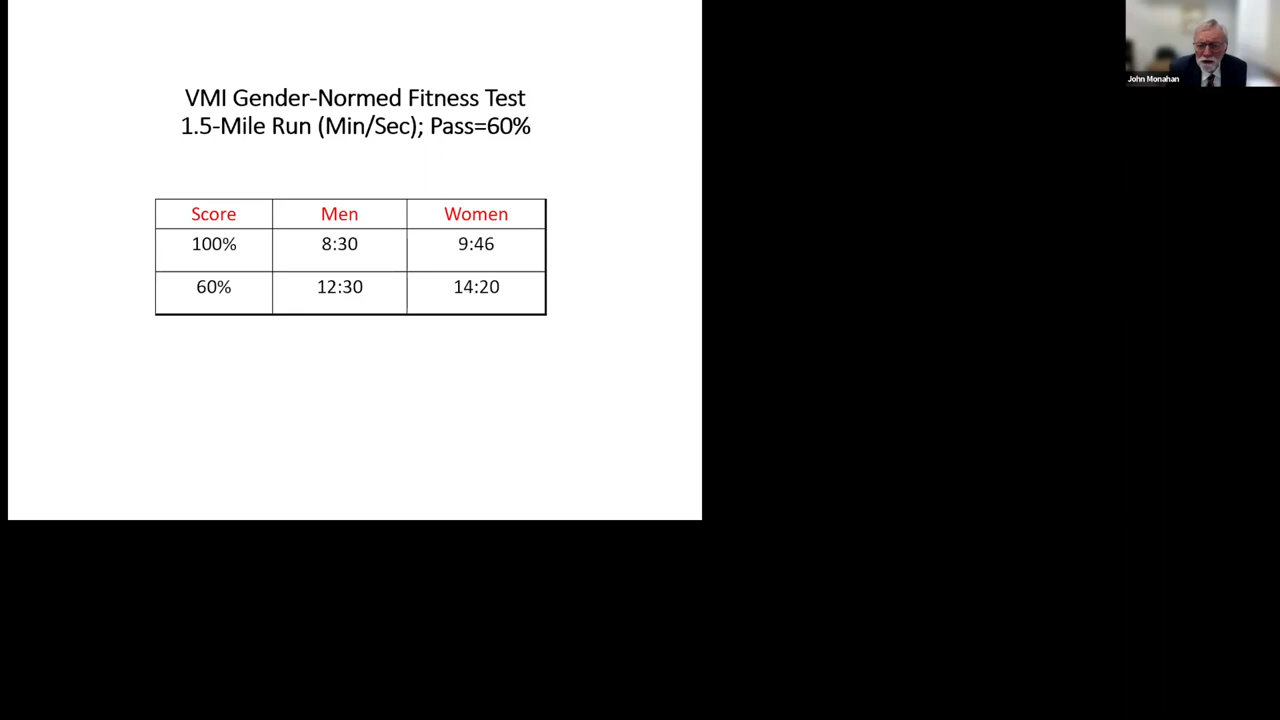 VMI Gender-Normed Fitness Test
1.5-Mile Run (Min/Sec); Pass=60%
Score Men Women
100% 8:30 9:46
60% 12:30 14:20
John Monahan